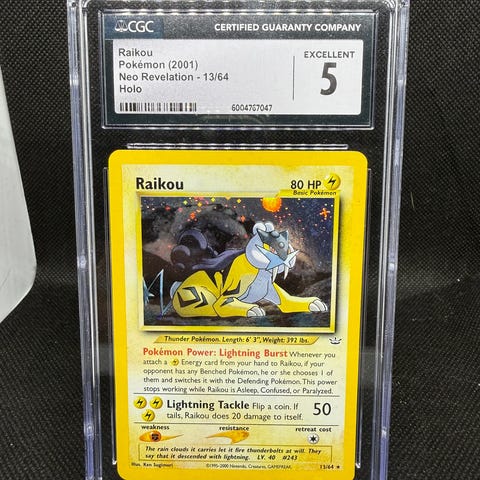 CGC CERTIFIED GUARANTY COMPANY
Raikou
Pokémon (2001)
Neo Revelation - 13/64
Holo
EXCELLENT
5
6004767047
Raikou 80 HP
Basic Pokémon
Thunder Pokémon. Length: 6' 3", Weight: 392 lbs.
Pokémon Power: Lightning Burst Whenever you
attach a Energy card from your hand to Raikou, if your
opponent has any Benched Pokémon, he or she chooses 1 of
them and switches it with the Defending Pokémon. This power
stops working while Raikou is Asleep, Confused, or Paralyzed.
Lightning Tackle Flip a coin. If 50
tails, Raikou does 20 damage to itself.
weakness resistance retreat cost
The rain clouds it carries let it fire thunderbolts at will. They
say that it descended with lightning. LV. 40 #243
Illus. Ken Sugimori ©1995-2000 Nintendo, Creatures, GAMEFREAK. 13/64 ★